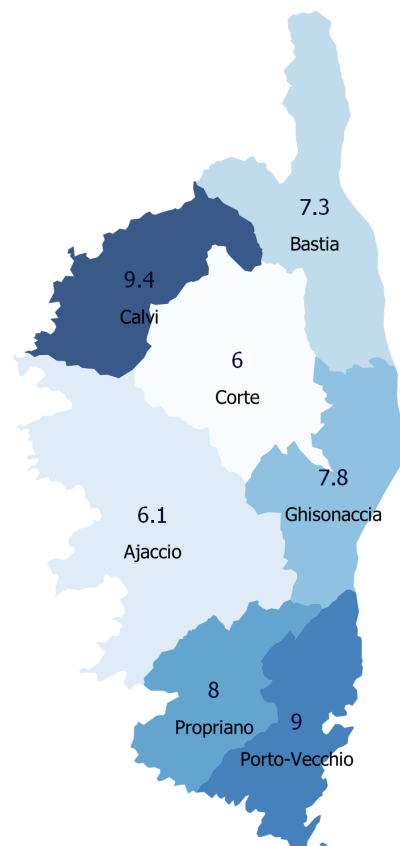 7.3
Bastia
9.4
Calvi
6
Corte
7.8
Ghisonaccia
6.1
Ajaccio
8
Propriano
9
Porto-Vecchio